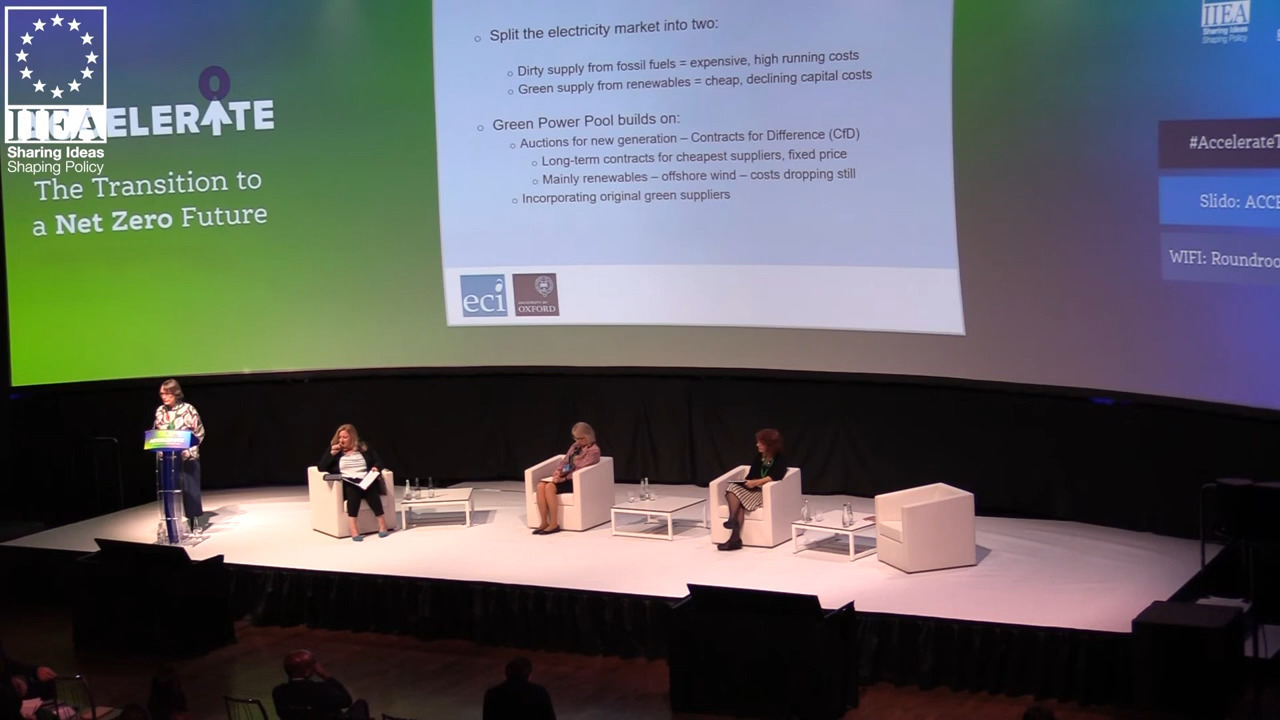 IIEA
Sharing Ideas
Shaping Policy
ELERATE
The Transition to
a Net Zero Future
Split the electricity market into two:
Dirty supply from fossil fuels = expensive, high running costs
Green supply from renewables = cheap, declining capital costs
Green Power Pool builds on:
Auctions for new generation – Contracts for Difference (CfD)
Long-term contracts for cheapest suppliers, fixed price
Mainly renewables – offshore wind – costs dropping still
Incorporating original green suppliers
eci
UNIVERSITY OF
OXFORD
IIEA
Sharing Ideas
Shaping Policy
#AccelerateT
Slido: ACCE
WIFI: Roundroo